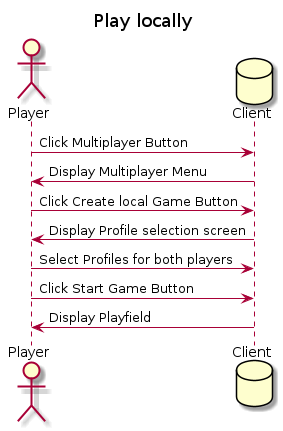 Play locally
Player Client
Click Multiplayer Button
Display Multiplayer Menu
Click Create local Game Button
Display Profile selection screen
Select Profiles for both players
Click Start Game Button
Display Playfield
Player Client